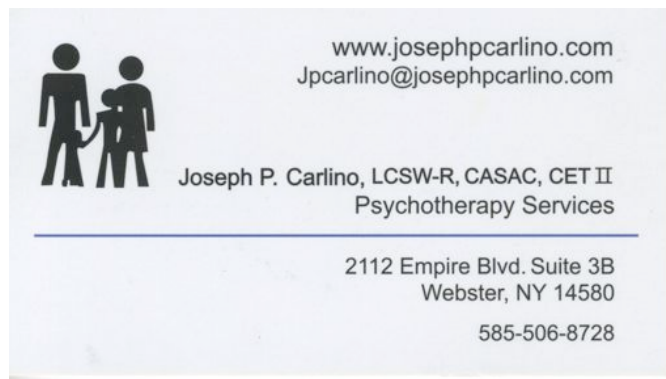 www.josephpcarlino.com
Jpcarlino@josephpcarlino.com
Joseph P. Carlino, LCSW-R, CASAC, CET II
Psychotherapy Services
2112 Empire Blvd. Suite 3B
Webster, NY 14580
585-506-8728